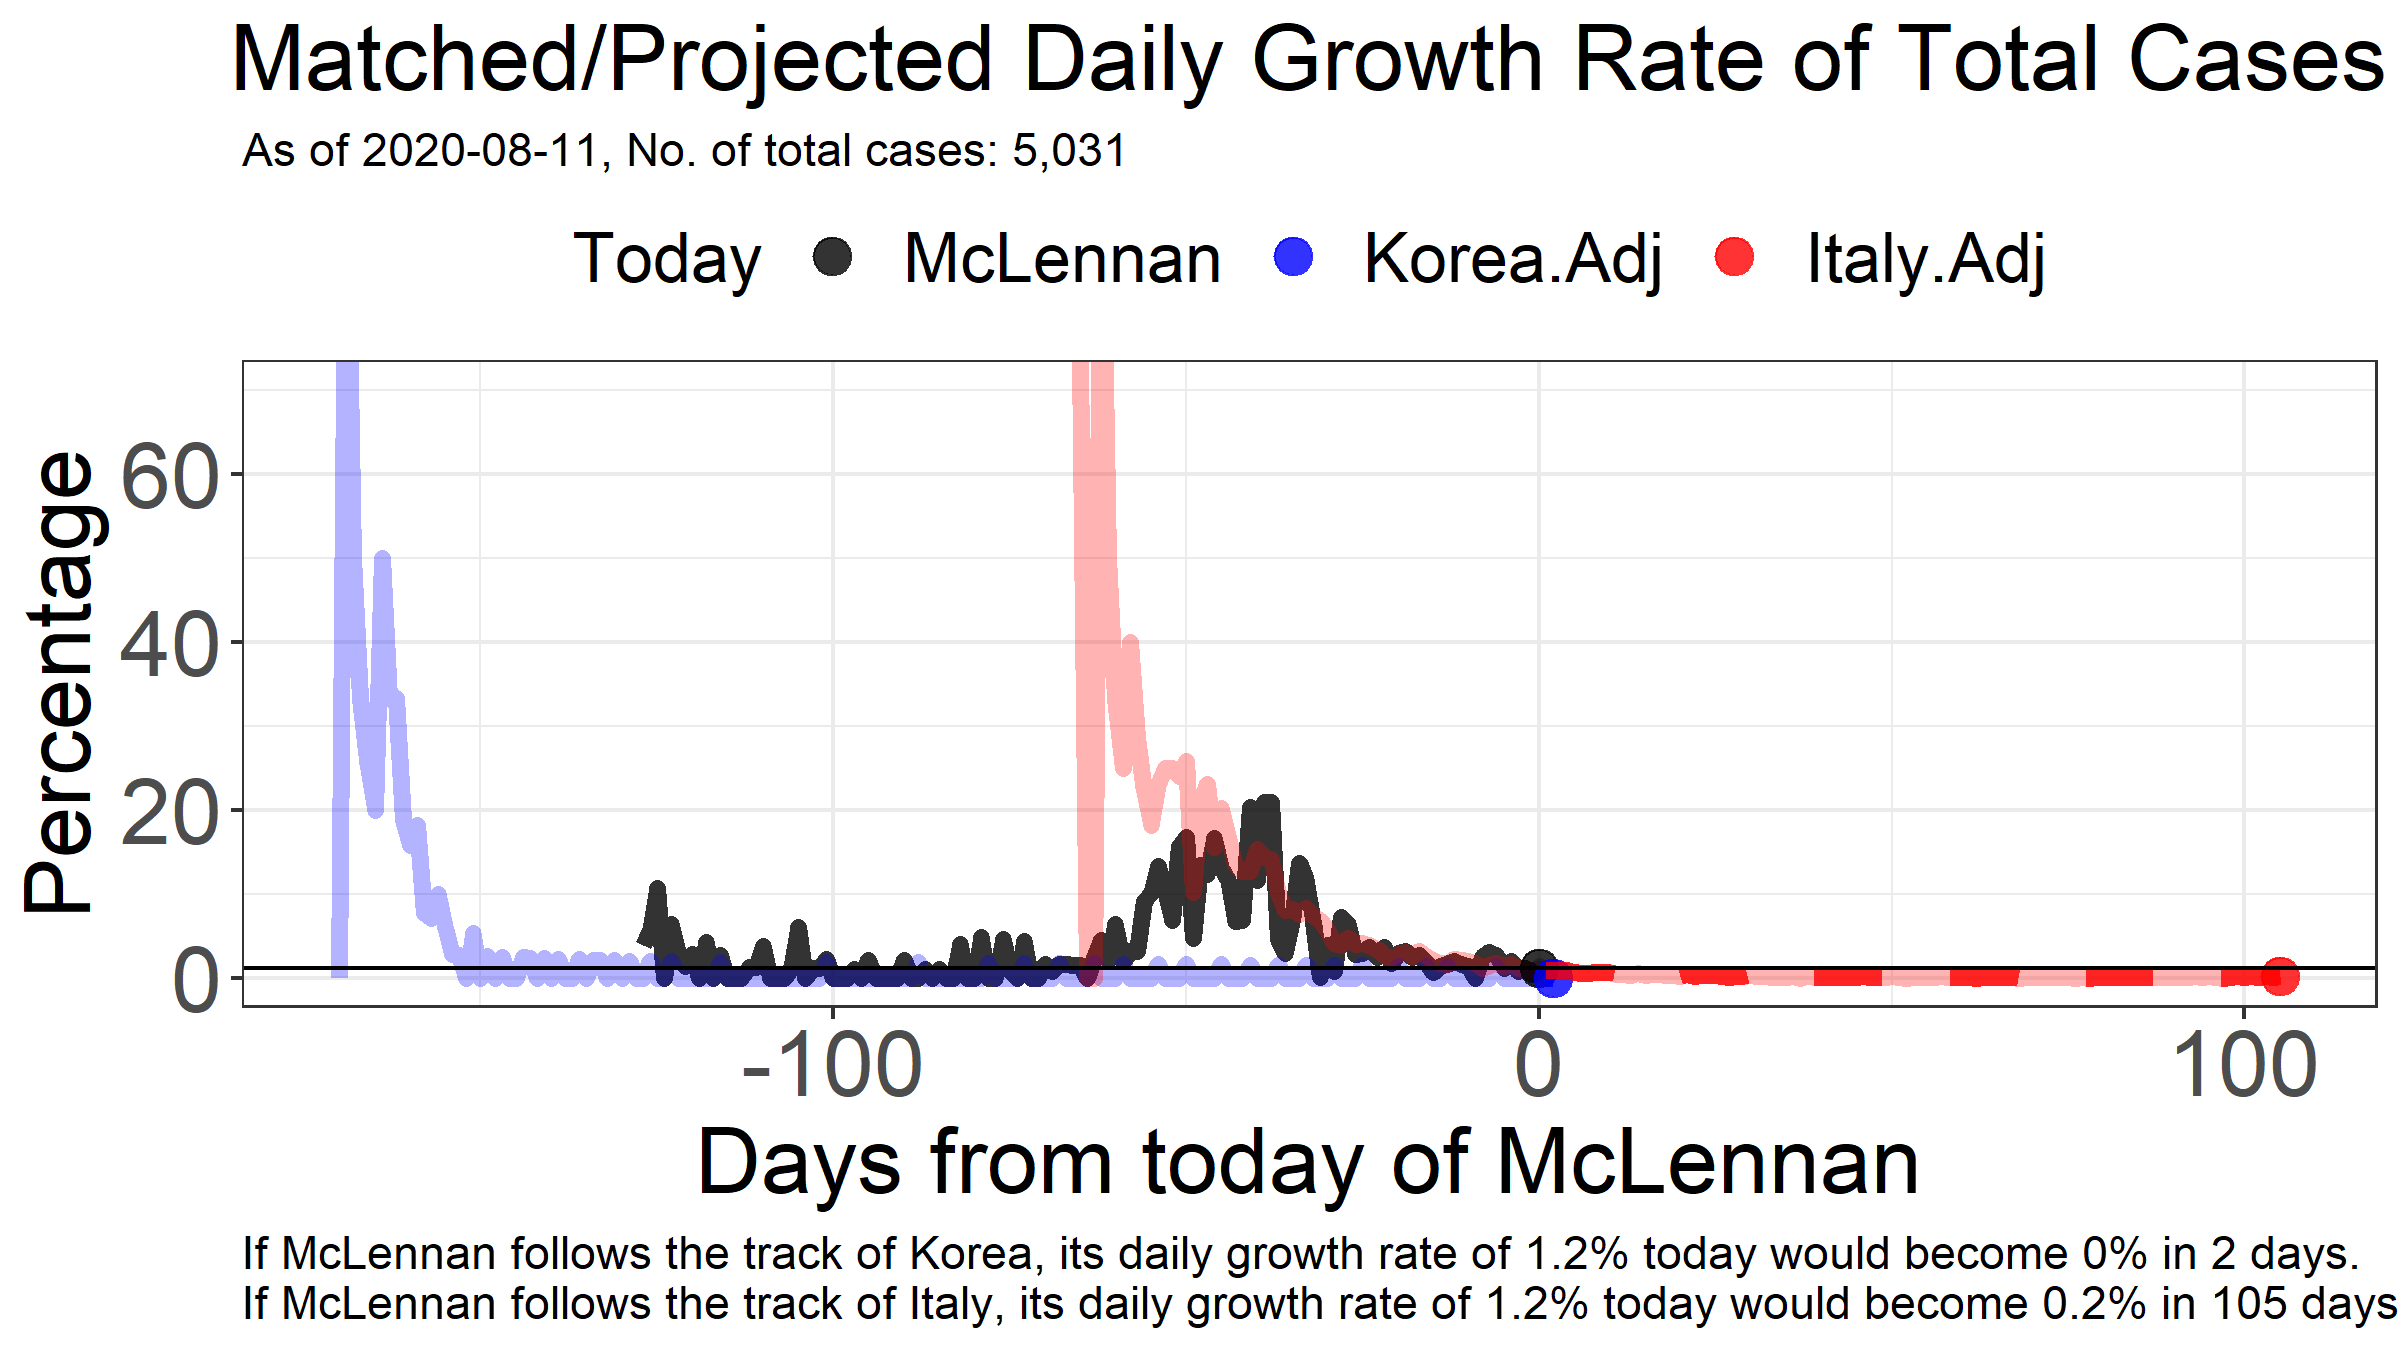 Matched/Projected Daily Growth Rate of Total Cases
As of 2020-08-11, No. of total cases: 5,031
Today McLennan Korea.Adj Italy.Adj
Percentage
60
40
20
0
-100 0 100
Days from today of McLennan
If McLennan follows the track of Korea, its daily growth rate of 1.2% today would become 0% in 2 days.
If McLennan follows the track of Italy, its daily growth rate of 1.2% today would become 0.2% in 105 days